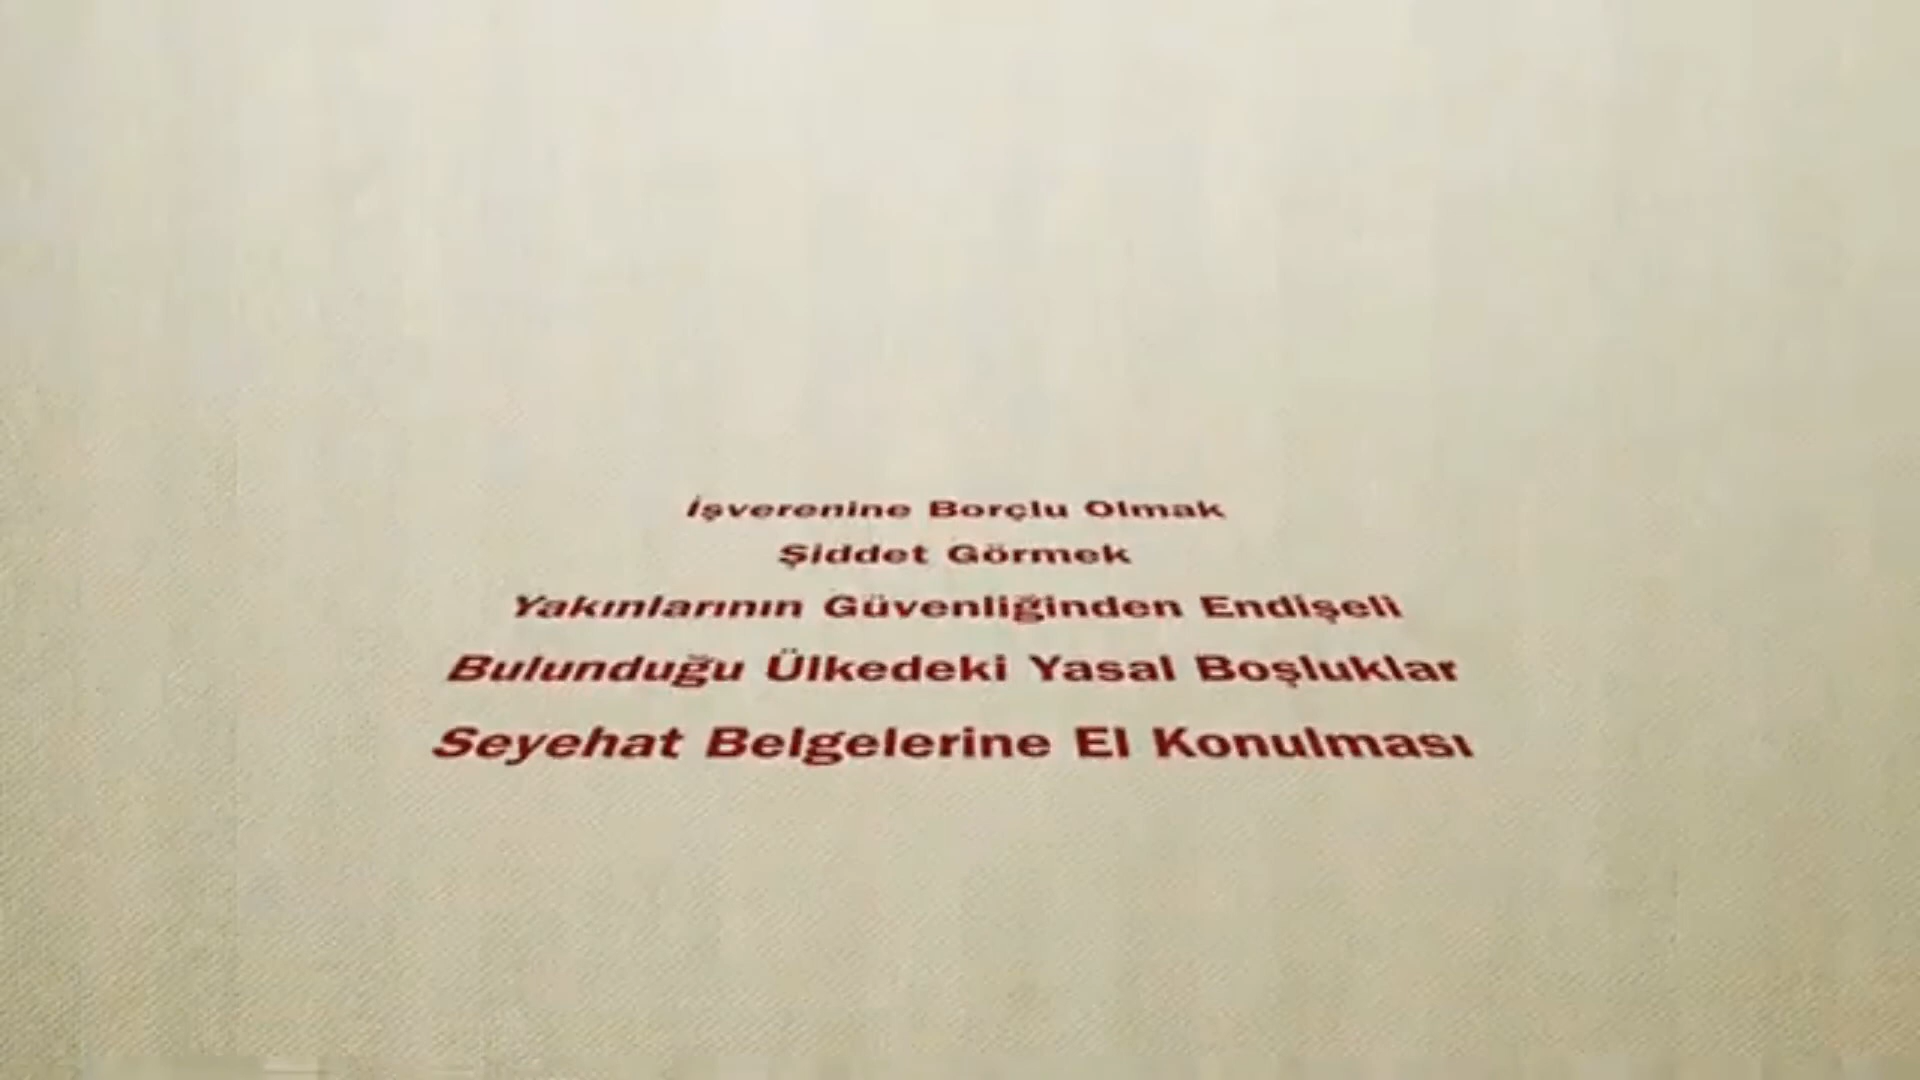 İşverenine Borçlu Olmak
Şiddet Görmek
Yakınlarının Güvenliğinden Endişeli
Bulunduğu Ülkedeki Yasal Boşluklar
Seyehat Belgelerine El Konulması